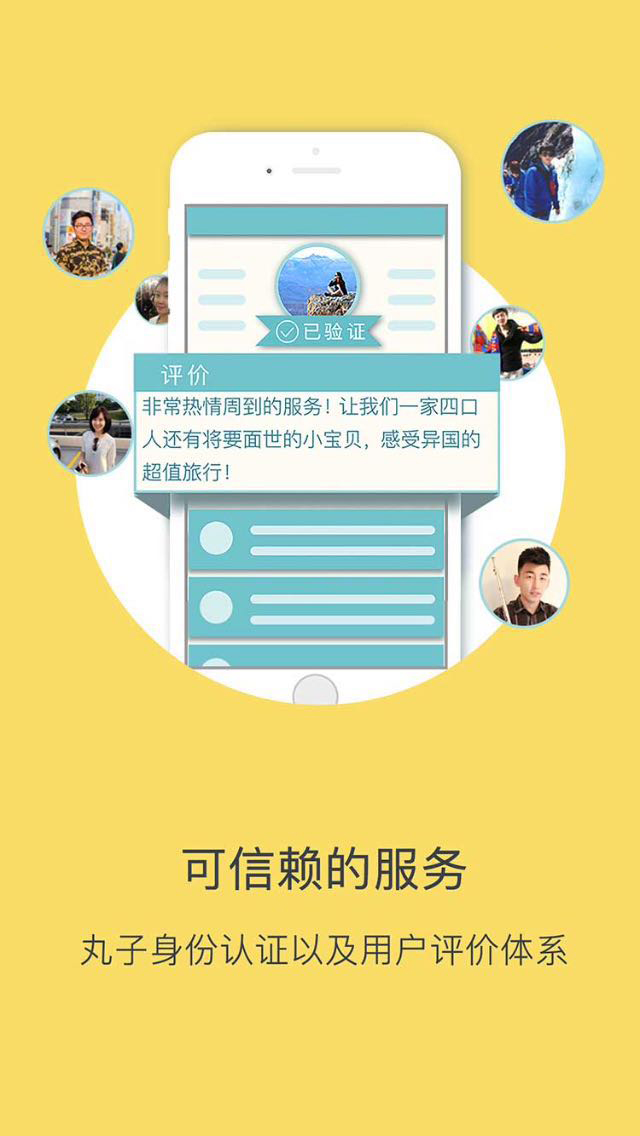 已验证
评价
非常热情周到的服务！让我们一家四口
人还有将要面世的小宝贝，感受异国的
超值旅行！
可信赖的服务
丸子身份认证以及用户评价体系